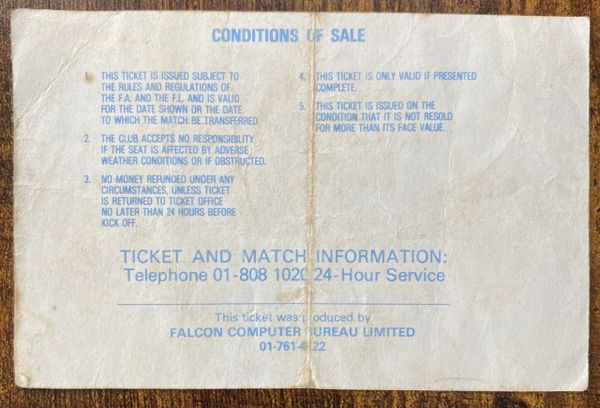 CONDITIONS OF SALE
1. THIS TICKET IS ISSUED SUBJECT TO
THE RULES AND REGULATIONS OF
THE F.A. AND THE F.L. AND IS VALID
FOR THE DATE SHOWN OR THE DATE
TO WHICH THE MATCH BE TRANSFERRED.
2. THE CLUB ACCEPTS NO RESPONSIBILITY
IF THE SEAT IS AFFECTED BY ADVERSE
WEATHER CONDITIONS OR IF OBSTRUCTED.
3. NO MONEY REFUNDED UNDER ANY
CIRCUMSTANCES, UNLESS TICKET
IS RETURNED TO TICKET OFFICE
NO LATER THAN 24 HOURS BEFORE
KICK OFF.
4. THIS TICKET IS ONLY VALID IF PRESENTED
COMPLETE.
5. THIS TICKET IS ISSUED ON THE
CONDITION THAT IT IS NOT RESOLD
FOR MORE THAN ITS FACE VALUE.
TICKET AND MATCH INFORMATION:
Telephone 01-808 1020 24-Hour Service
This ticket was produced by
FALCON COMPUTER BUREAU LIMITED